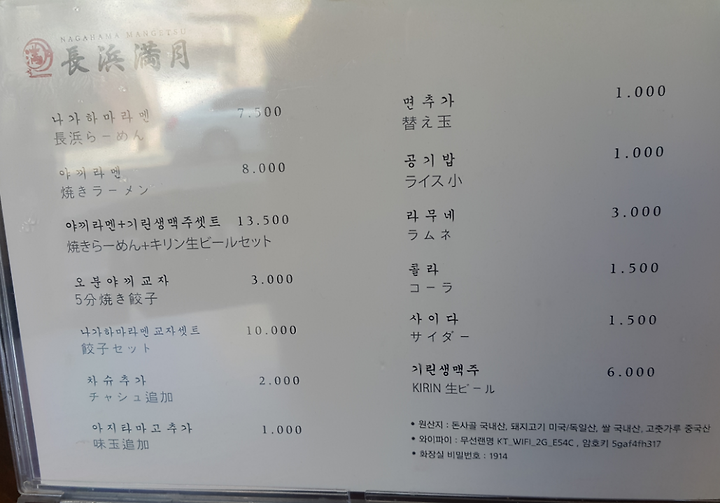 NAGAHAMA MANGETSU
長浜満月
나가하마라멘 7.500
長浜らーめん
야끼라멘 8.000
焼きラーメン
야끼라멘+기린생맥주셋트 13.500
焼きらーめん+キリン生ビールセット
오분야끼교자 3.000
5分焼き餃子
나가하마라멘교자셋트 10.000
餃子セット
차슈추가 2.000
チャシュ追加
아지타마고추가 1.000
味玉追加
면추가 1.000
替え玉
공기밥 1.000
ライス小
라무네 3.000
ラムネ
콜라 1.500
コーラ
사이다 1.500
サイダー
기린생맥주 6.000
KIRIN 生ビール
* 원산지 : 돈사골 국내산, 돼지고기 미국/독일산, 쌀 국내산, 고춧가루 중국산
* 와이파이 : 무선랜명 KT_WIFI_2G_E54C , 암호키 5gaf4fh317
* 화장실 비밀번호 : 1914